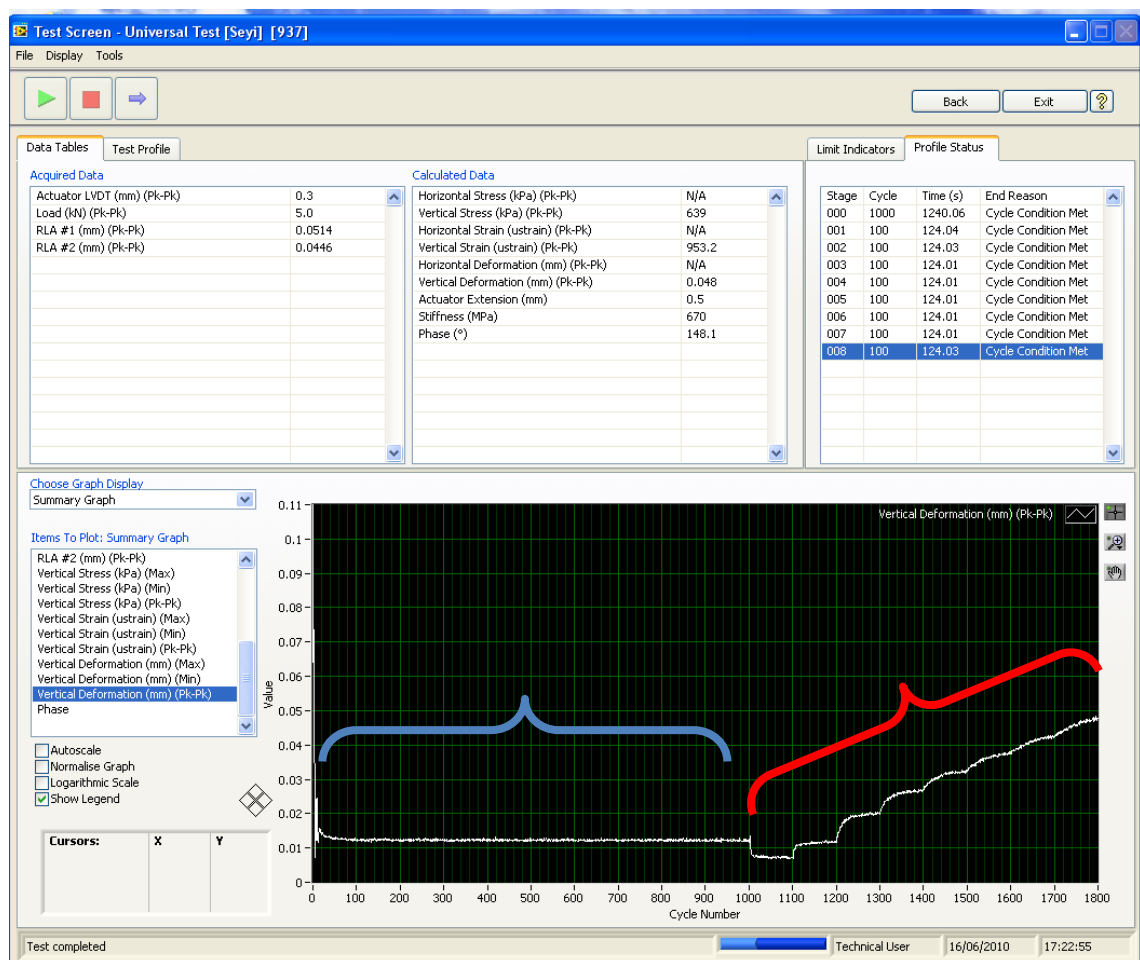 Test Screen - Universal Test [Seyi] [937]
File Display Tools
Back Exit ?
Data Tables Test Profile
Limit Indicators Profile Status
Acquired Data
Actuator LVDT (mm) (Pk-Pk) 0.3
Load (kN) (Pk-Pk) 5.0
RLA #1 (mm) (Pk-Pk) 0.0514
RLA #2 (mm) (Pk-Pk) 0.0446
Calculated Data
Horizontal Stress (kPa) (Pk-Pk) N/A
Vertical Stress (kPa) (Pk-Pk) 639
Horizontal Strain (ustrain) (Pk-Pk) N/A
Vertical Strain (ustrain) (Pk-Pk) 953.2
Horizontal Deformation (mm) (Pk-Pk) N/A
Vertical Deformation (mm) (Pk-Pk) 0.048
Actuator Extension (mm) 0.5
Stiffness (MPa) 670
Phase (°) 148.1
Stage Cycle Time (s) End Reason
000 1000 1240.06 Cycle Condition Met
001 100 124.04 Cycle Condition Met
002 100 124.03 Cycle Condition Met
003 100 124.01 Cycle Condition Met
004 100 124.01 Cycle Condition Met
005 100 124.01 Cycle Condition Met
006 100 124.01 Cycle Condition Met
007 100 124.01 Cycle Condition Met
008 100 124.03 Cycle Condition Met
Choose Graph Display
Summary Graph
Items To Plot: Summary Graph
RLA #2 (mm) (Pk-Pk)
Vertical Stress (kPa) (Max)
Vertical Stress (kPa) (Min)
Vertical Stress (kPa) (Pk-Pk)
Vertical Strain (ustrain) (Max)
Vertical Strain (ustrain) (Min)
Vertical Strain (ustrain) (Pk-Pk)
Vertical Deformation (mm) (Max)
Vertical Deformation (mm) (Min)
Vertical Deformation (mm) (Pk-Pk)
Phase
Autoscale
Normalise Graph
Logarithmic Scale
Show Legend
Cursors: X Y
Vertical Deformation (mm) (Pk-Pk)
Value
0.11
0.1
0.09
0.08
0.07
0.06
0.05
0.04
0.03
0.02
0.01
0
0 100 200 300 400 500 600 700 800 900 1000 1100 1200 1300 1400 1500 1600 1700 1800
Cycle Number
Test completed Technical User 16/06/2010 17:22:55